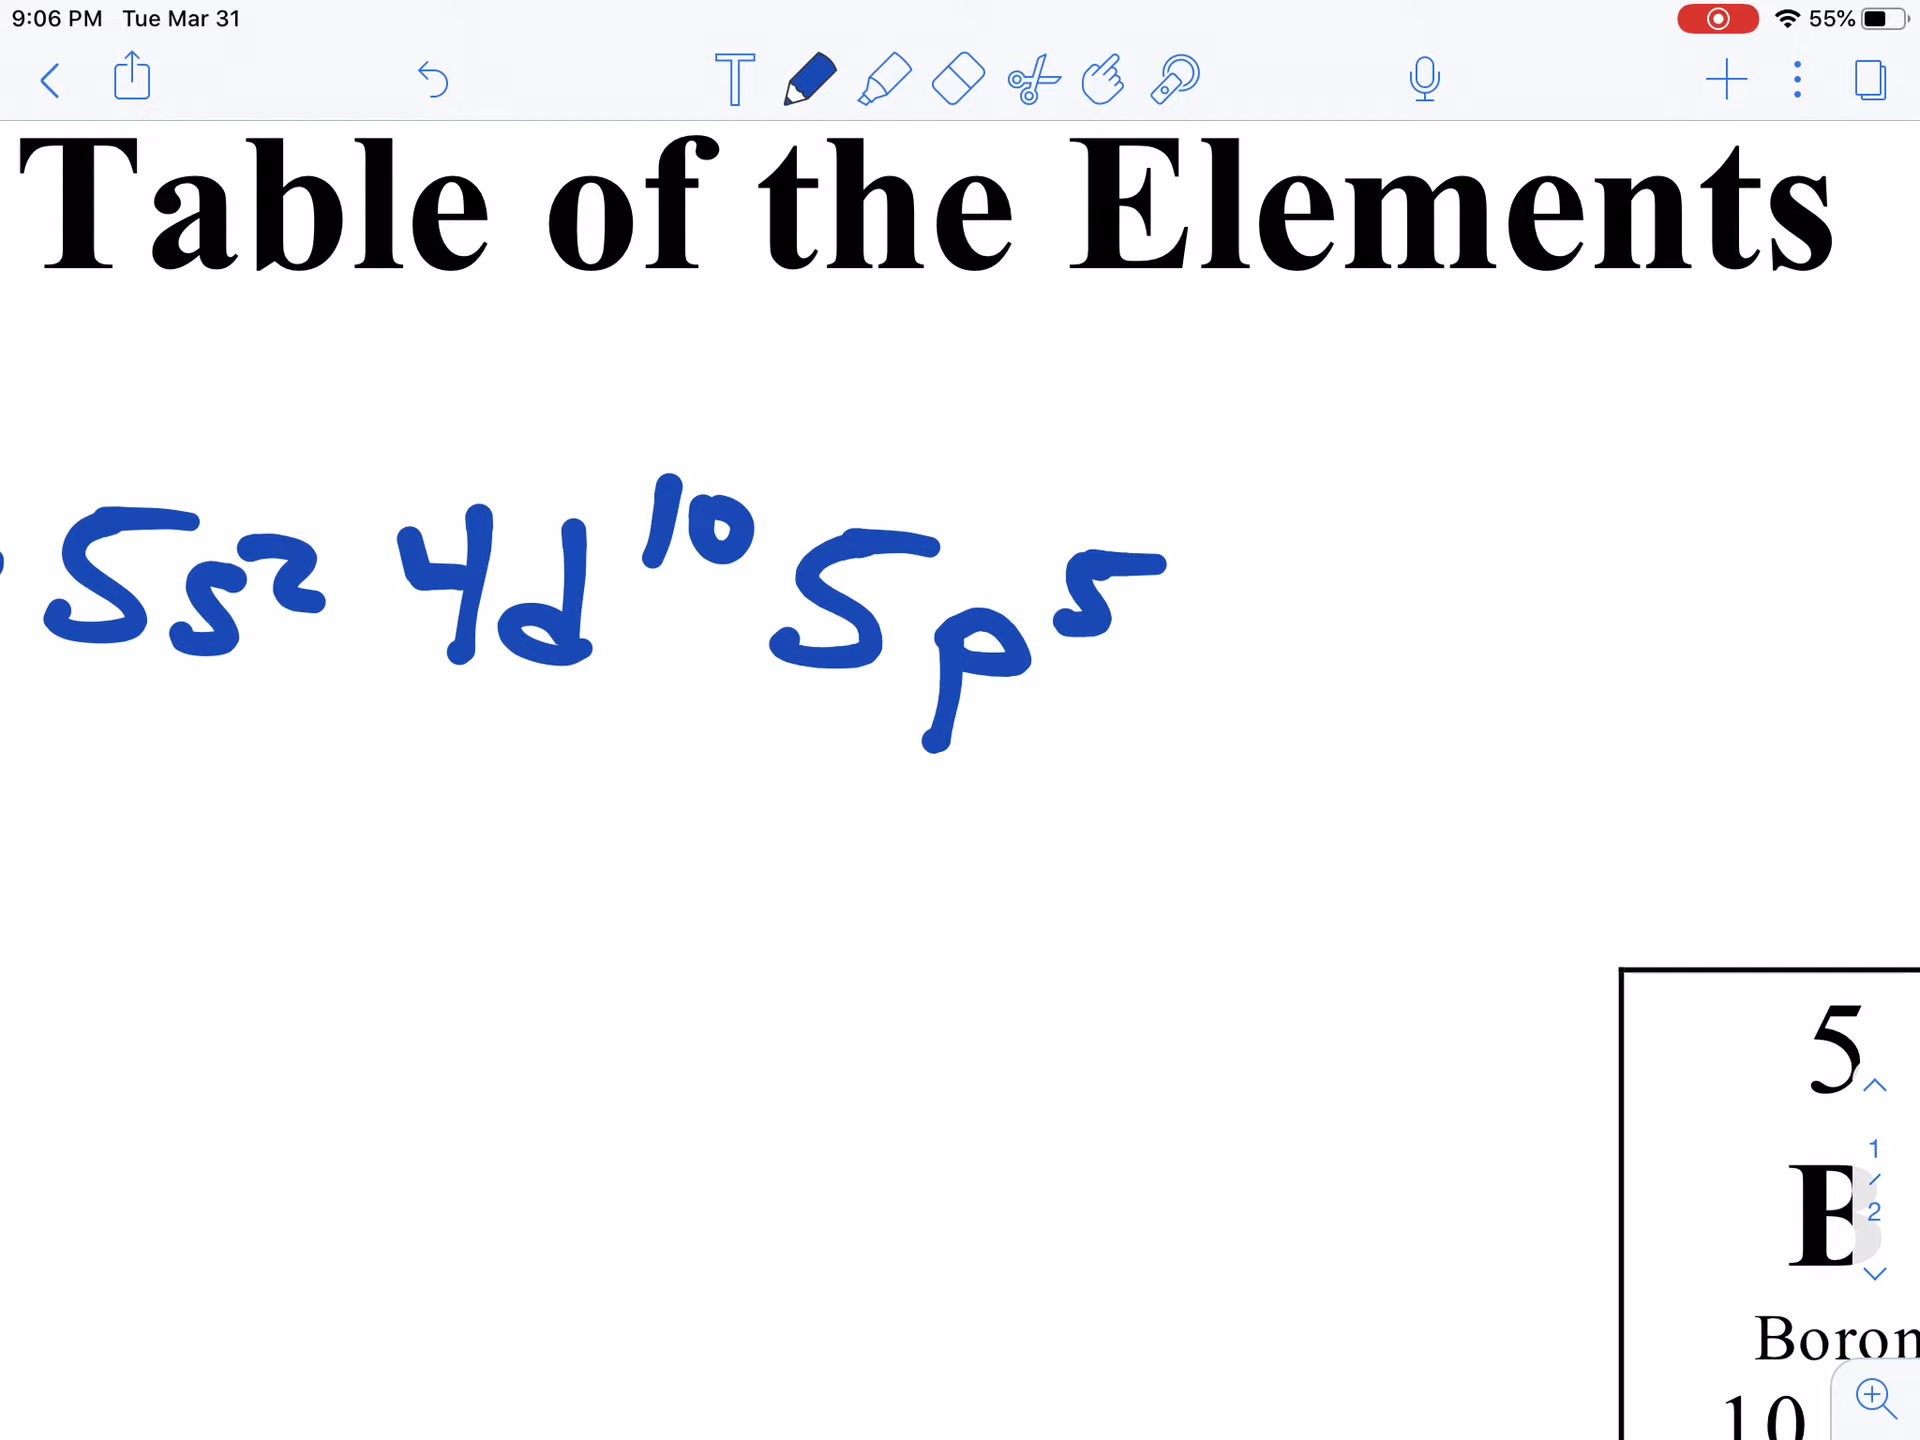 9:06 PM Tue Mar 31 55%
T
Table of the Elements
5s² 4d¹⁰ 5p⁵
5
1
2
B
Boron
10